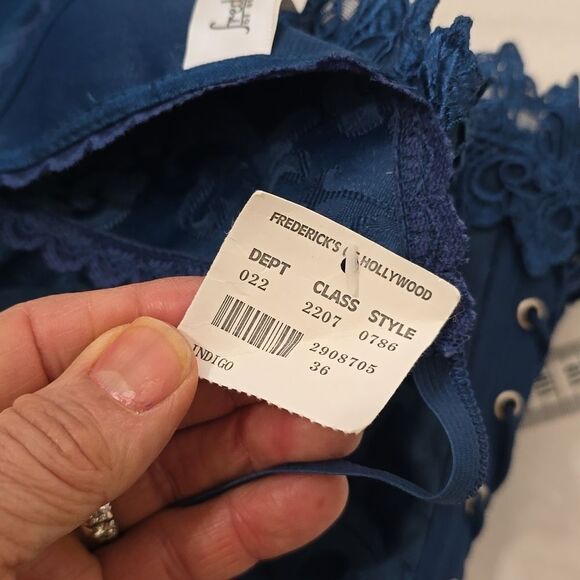 FREDERICK'S OF HOLLYWOOD
DEPT CLASS STYLE
022 2207 0786
2908705
INDIGO 36